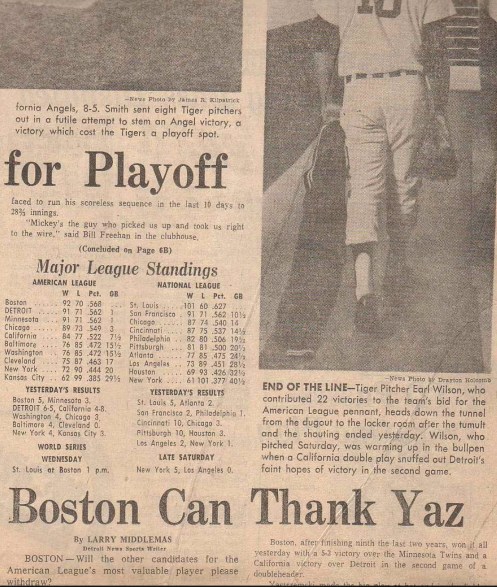 10
—News Photo by James R. Kilpatrick
fornia Angels, 8-5. Smith sent eight Tiger pitchers
out in a futile attempt to stem an Angel victory, a
victory which cost the Tigers a playoff spot.
for Playoff
faced to run his scoreless sequence in the last 10 days to
28⅔ innings.
"Mickey's the guy who picked us up and took us right
to the wire," said Bill Freehan in the clubhouse.
(Concluded on Page 6B)
Major League Standings
AMERICAN LEAGUE
W L Pct. GB
Boston ...... 92 70 .568 ...
DETROIT .. 91 71 .562 1
Minnesota .. 91 71 .562 1
Chicago .... 89 73 .549 3
California .. 84 77 .522 7½
Baltimore .. 76 85 .472 15½
Washington 76 85 .472 15½
Cleveland .. 75 87 .463 17
New York .. 72 90 .444 20
Kansas City . 62 99 .385 29½
YESTERDAY'S RESULTS
Boston 5, Minnesota 3.
DETROIT 6-5, California 4-8.
Washington 4, Chicago 3.
Baltimore 4, Cleveland 0.
New York 4, Kansas City 3.
WORLD SERIES
WEDNESDAY
St. Louis at Boston 1 p.m.
NATIONAL LEAGUE
W L Pct. GB
St. Louis .... 101 60 .627
San Francisco . 91 71 .562 10½
Chicago ...... 87 74 .540 14
Cincinnati .... 87 75 .537 14½
Philadelphia .. 82 80 .506 19½
Pittsburgh .... 81 81 .500 20½
Atlanta ...... 77 85 .475 24½
Los Angeles .. 73 89 .451 28½
Houston ...... 69 93 .426 32½
New York .... 61 101 .377 40½
YESTERDAY'S RESULTS
St. Louis 5, Atlanta 2.
San Francisco 2, Philadelphia 1.
Cincinnati 10, Chicago 3.
Pittsburgh 10, Houston 3.
Los Angeles 2, New York 1.
LATE SATURDAY
New York 5, Los Angeles 0.
—News Photo by Drayton
END OF THE LINE—Tiger Pitcher Earl Wilson, who
contributed 22 victories to the team's bid for the
American League pennant, heads down the tunnel
from the dugout to the locker room after the tumult
and the shouting ended yesterday. Wilson, who
pitched Saturday, was warming up in the bullpen
when a California double play snuffed out Detroit's
faint hopes of victory in the second game.
Boston Can Thank Yaz
By LARRY MIDDLEMAS
Detroit News Sports Writer
BOSTON—Will the other candidates for the
American League's most valuable player please
withdraw?
Boston, after finishing ninth the last two years, won it all
yesterday with a 5-3 victory over the Minnesota Twins and a
California victory over Detroit in the second game of a
doubleheader.